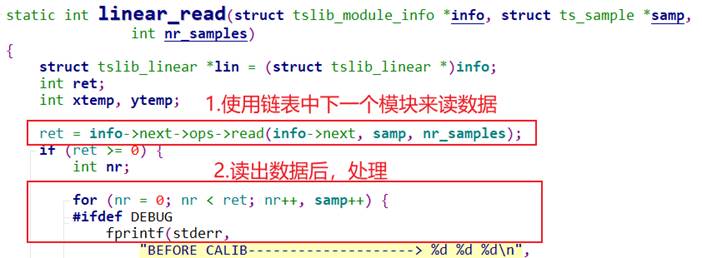 static int linear_read(struct tslib_module_info *info, struct ts_sample *samp,
int nr_samples)
{
struct tslib_linear *lin = (struct tslib_linear *)info;
int ret;
int xtemp, ytemp;
1.使用链表中下一个模块来读数据
ret = info->next->ops->read(info->next, samp, nr_samples);
if (ret >= 0) {
int nr;
2.读出数据后，处理
for (nr = 0; nr < ret; nr++, samp++) {
#ifdef DEBUG
fprintf(stderr,
"BEFORE CALIB--------------------> %d %d %d\n",